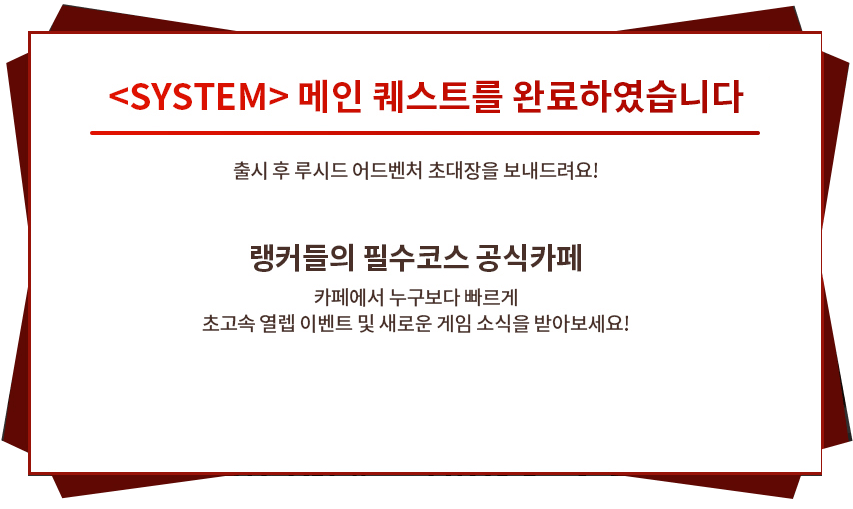 <SYSTEM> 메인 퀘스트를 완료하였습니다
출시 후 루시드 어드벤처 초대장을 보내드려요!
랭커들의 필수코스 공식카페
카페에서 누구보다 빠르게
초고속 열렙 이벤트 및 새로운 게임 소식을 받아보세요!